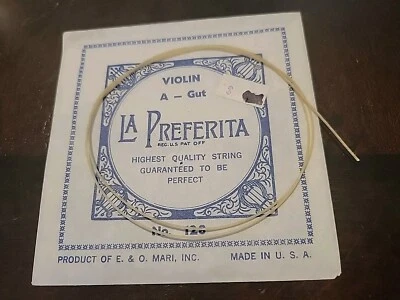 VIOLIN
A – Gut
LA PREFERITA
REG. U.S. PAT. OFF.
HIGHEST QUALITY STRING
GUARANTEED TO BE
PERFECT
No. 126
PRODUCT OF E. & O. MARI, INC. MADE IN U. S. A.